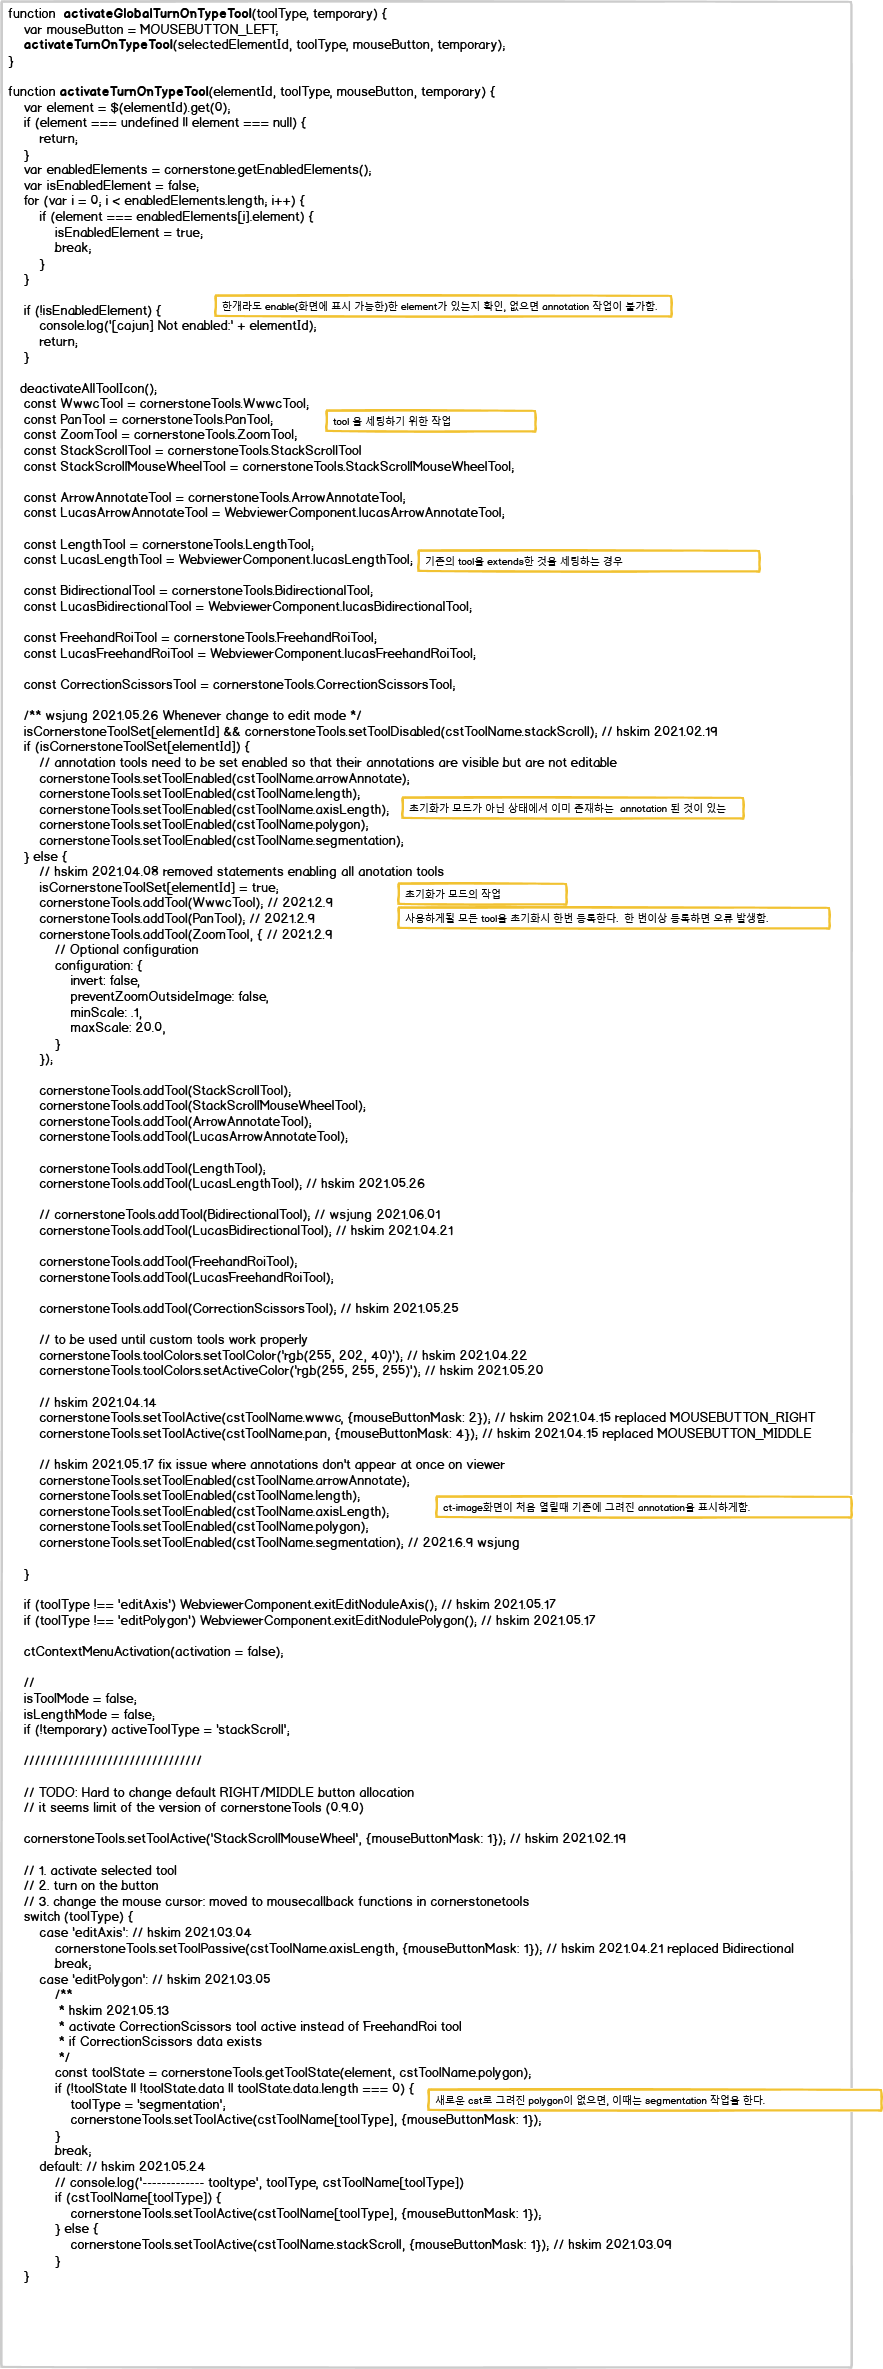 function  activateGlobalTurnOnTypeTool(toolType, temporary) {
    var mouseButton = MOUSEBUTTON_LEFT;
    activateTurnOnTypeTool(selectedElementId, toolType, mouseButton, temporary);
}

function activateTurnOnTypeTool(elementId, toolType, mouseButton, temporary) {
    var element = $(elementId).get(0);
    if (element === undefined || element === null) {
        return;
    }
    var enabledElements = cornerstone.getEnabledElements();
    var isEnabledElement = false;
    for (var i = 0; i < enabledElements.length; i++) {
        if (element === enabledElements[i].element) {
            isEnabledElement = true;
            break;
        }
    }

한개라도 enable(화면에 표시 가능한)한 element가 있는지 확인, 없으면 annotation 작업이 불가함.
    if (!isEnabledElement) {
        console.log('[cajun] Not enabled:' + elementId);
        return;
    }

    deactivateAllToolIcon();
    const WwwcTool = cornerstoneTools.WwwcTool;
    const PanTool = cornerstoneTools.PanTool;
tool 을 세팅하기 위한 작업
    const ZoomTool = cornerstoneTools.ZoomTool;
    const StackScrollTool = cornerstoneTools.StackScrollTool
    const StackScrollMouseWheelTool = cornerstoneTools.StackScrollMouseWheelTool;

    const ArrowAnnotateTool = cornerstoneTools.ArrowAnnotateTool;
    const LucasArrowAnnotateTool = WebviewerComponent.lucasArrowAnnotateTool;

    const LengthTool = cornerstoneTools.LengthTool;
    const LucasLengthTool = WebviewerComponent.lucasLengthTool;
기존의 tool을 extends한 것을 세팅하는 경우

    const BidirectionalTool = cornerstoneTools.BidirectionalTool;
    const LucasBidirectionalTool = WebviewerComponent.lucasBidirectionalTool;

    const FreehandRoiTool = cornerstoneTools.FreehandRoiTool;
    const LucasFreehandRoiTool = WebviewerComponent.lucasFreehandRoiTool;

    const CorrectionScissorsTool = cornerstoneTools.CorrectionScissorsTool;

    /** wsjung 2021.05.26 Whenever change to edit mode */
    isCornerstoneToolSet[elementId] && cornerstoneTools.setToolDisabled(cstToolName.stackScroll); // hskim 2021.02.19
    if (isCornerstoneToolSet[elementId]) {
        // annotation tools need to be set enabled so that their annotations are visible but are not editable
        cornerstoneTools.setToolEnabled(cstToolName.arrowAnnotate);
        cornerstoneTools.setToolEnabled(cstToolName.length);
        cornerstoneTools.setToolEnabled(cstToolName.axisLength);
초기화가 모드가 아닌 상태에서 이미 존재하는  annotation 된 것이 있는
        cornerstoneTools.setToolEnabled(cstToolName.polygon);
        cornerstoneTools.setToolEnabled(cstToolName.segmentation);
    } else {
        // hskim 2021.04.08 removed statements enabling all anotation tools
        isCornerstoneToolSet[elementId] = true;
초기화가 모드의 작업
        cornerstoneTools.addTool(WwwcTool); // 2021.2.9
        cornerstoneTools.addTool(PanTool); // 2021.2.9
사용하게될 모든 tool을 초기화시 한번 등록한다.  한 번이상 등록하면 오류 발생함.
        cornerstoneTools.addTool(ZoomTool, { // 2021.2.9
            // Optional configuration
            configuration: {
                invert: false,
                preventZoomOutsideImage: false,
                minScale: .1,
                maxScale: 20.0,
            }
        });

        cornerstoneTools.addTool(StackScrollTool);
        cornerstoneTools.addTool(StackScrollMouseWheelTool);
        cornerstoneTools.addTool(ArrowAnnotateTool);
        cornerstoneTools.addTool(LucasArrowAnnotateTool);

        cornerstoneTools.addTool(LengthTool);
        cornerstoneTools.addTool(LucasLengthTool); // hskim 2021.05.26

        // cornerstoneTools.addTool(BidirectionalTool); // wsjung 2021.06.01
        cornerstoneTools.addTool(LucasBidirectionalTool); // hskim 2021.04.21

        cornerstoneTools.addTool(FreehandRoiTool);
        cornerstoneTools.addTool(LucasFreehandRoiTool);

        cornerstoneTools.addTool(CorrectionScissorsTool); // hskim 2021.05.25

        // to be used until custom tools work properly
        cornerstoneTools.toolColors.setToolColor('rgb(255, 202, 40)'); // hskim 2021.04.22
        cornerstoneTools.toolColors.setActiveColor('rgb(255, 255, 255)'); // hskim 2021.05.20

        // hskim 2021.04.14
        cornerstoneTools.setToolActive(cstToolName.wwwc, {mouseButtonMask: 2}); // hskim 2021.04.15 replaced MOUSEBUTTON_RIGHT
        cornerstoneTools.setToolActive(cstToolName.pan, {mouseButtonMask: 4}); // hskim 2021.04.15 replaced MOUSEBUTTON_MIDDLE

        // hskim 2021.05.17 fix issue where annotations don't appear at once on viewer
        cornerstoneTools.setToolEnabled(cstToolName.arrowAnnotate);
        cornerstoneTools.setToolEnabled(cstToolName.length);
        cornerstoneTools.setToolEnabled(cstToolName.axisLength);
ct-image화면이 처음 열릴때 기존에 그려진 annotation을 표시하게함.
        cornerstoneTools.setToolEnabled(cstToolName.polygon);
        cornerstoneTools.setToolEnabled(cstToolName.segmentation); // 2021.6.9 wsjung

    }

    if (toolType !== 'editAxis') WebviewerComponent.exitEditNoduleAxis(); // hskim 2021.05.17
    if (toolType !== 'editPolygon') WebviewerComponent.exitEditNodulePolygon(); // hskim 2021.05.17

    ctContextMenuActivation(activation = false);

    //
    isToolMode = false;
    isLengthMode = false;
    if (!temporary) activeToolType = 'stackScroll';

    ////////////////////////////////

    // TODO: Hard to change default RIGHT/MIDDLE button allocation
    // it seems limit of the version of cornerstoneTools (0.9.0)

    cornerstoneTools.setToolActive('StackScrollMouseWheel', {mouseButtonMask: 1}); // hskim 2021.02.19

    // 1. activate selected tool
    // 2. turn on the button
    // 3. change the mouse cursor: moved to mousecallback functions in cornerstonetools
    switch (toolType) {
        case 'editAxis': // hskim 2021.03.04
            cornerstoneTools.setToolPassive(cstToolName.axisLength, {mouseButtonMask: 1}); // hskim 2021.04.21 replaced Bidirectional
            break;
        case 'editPolygon': // hskim 2021.03.05
            /**
             * hskim 2021.05.13
             * activate CorrectionScissors tool active instead of FreehandRoi tool
             * if CorrectionScissors data exists
             */
            const toolState = cornerstoneTools.getToolState(element, cstToolName.polygon);
            if (!toolState || !toolState.data || toolState.data.length === 0) {
새로운 cst로 그려진 polygon이 없으면, 이때는 segmentation 작업을 한다.
                toolType = 'segmentation';
                cornerstoneTools.setToolActive(cstToolName[toolType], {mouseButtonMask: 1});
            }
            break;
        default: // hskim 2021.05.24
            // console.log('------------- tooltype', toolType, cstToolName[toolType])
            if (cstToolName[toolType]) {
                cornerstoneTools.setToolActive(cstToolName[toolType], {mouseButtonMask: 1});
            } else {
                cornerstoneTools.setToolActive(cstToolName.stackScroll, {mouseButtonMask: 1}); // hskim 2021.03.09
            }
    }